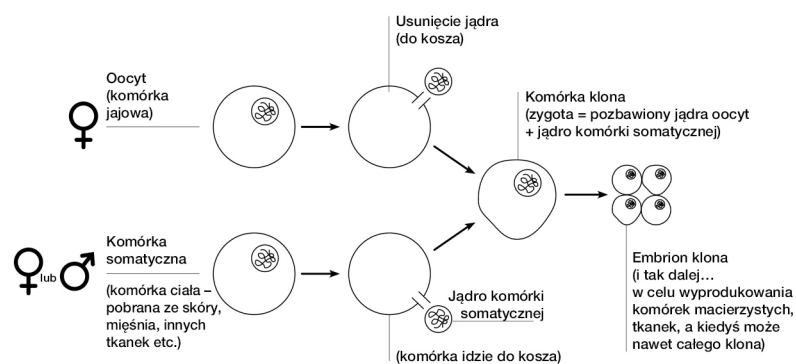 Usunięcie jądra
(do kosza)
Oocyt
(komórka
jajowa)
Komórka klona
(zygota = pozbawiony jądra oocyt
+ jądro komórki somatycznej)
lub
Komórka
somatyczna
(komórka ciała –
pobrana ze skóry,
mięśnia, innych
tkanek etc.)
Jądro komórki
somatycznej
(komórka idzie do kosza)
Embrion klona
(i tak dalej…
w celu wyprodukowania
komórek macierzystych,
tkanek, a kiedyś może
nawet całego klona)